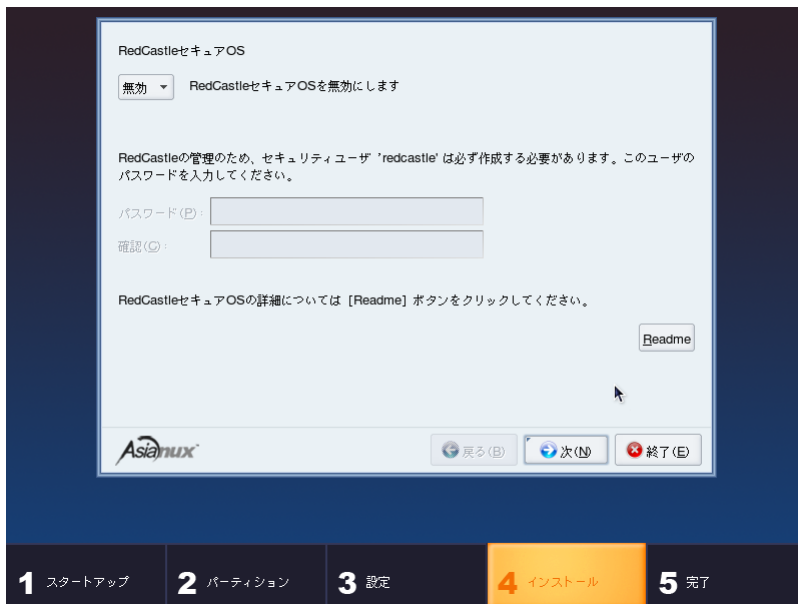 RedCastleセキュアOS
無効 RedCastleセキュアOSを無効にします
RedCastleの管理のため、セキュリティユーザ 'redcastle' は必ず作成する必要があります。このユーザの
パスワードを入力してください。
パスワード(P):
確認(C):
RedCastleセキュアOSの詳細については [Readme] ボタンをクリックしてください。
Readme
Asianux
戻る(B) 次(N) 終了(E)
1 スタートアップ 2 パーティション 3 設定 4 インストール 5 完了